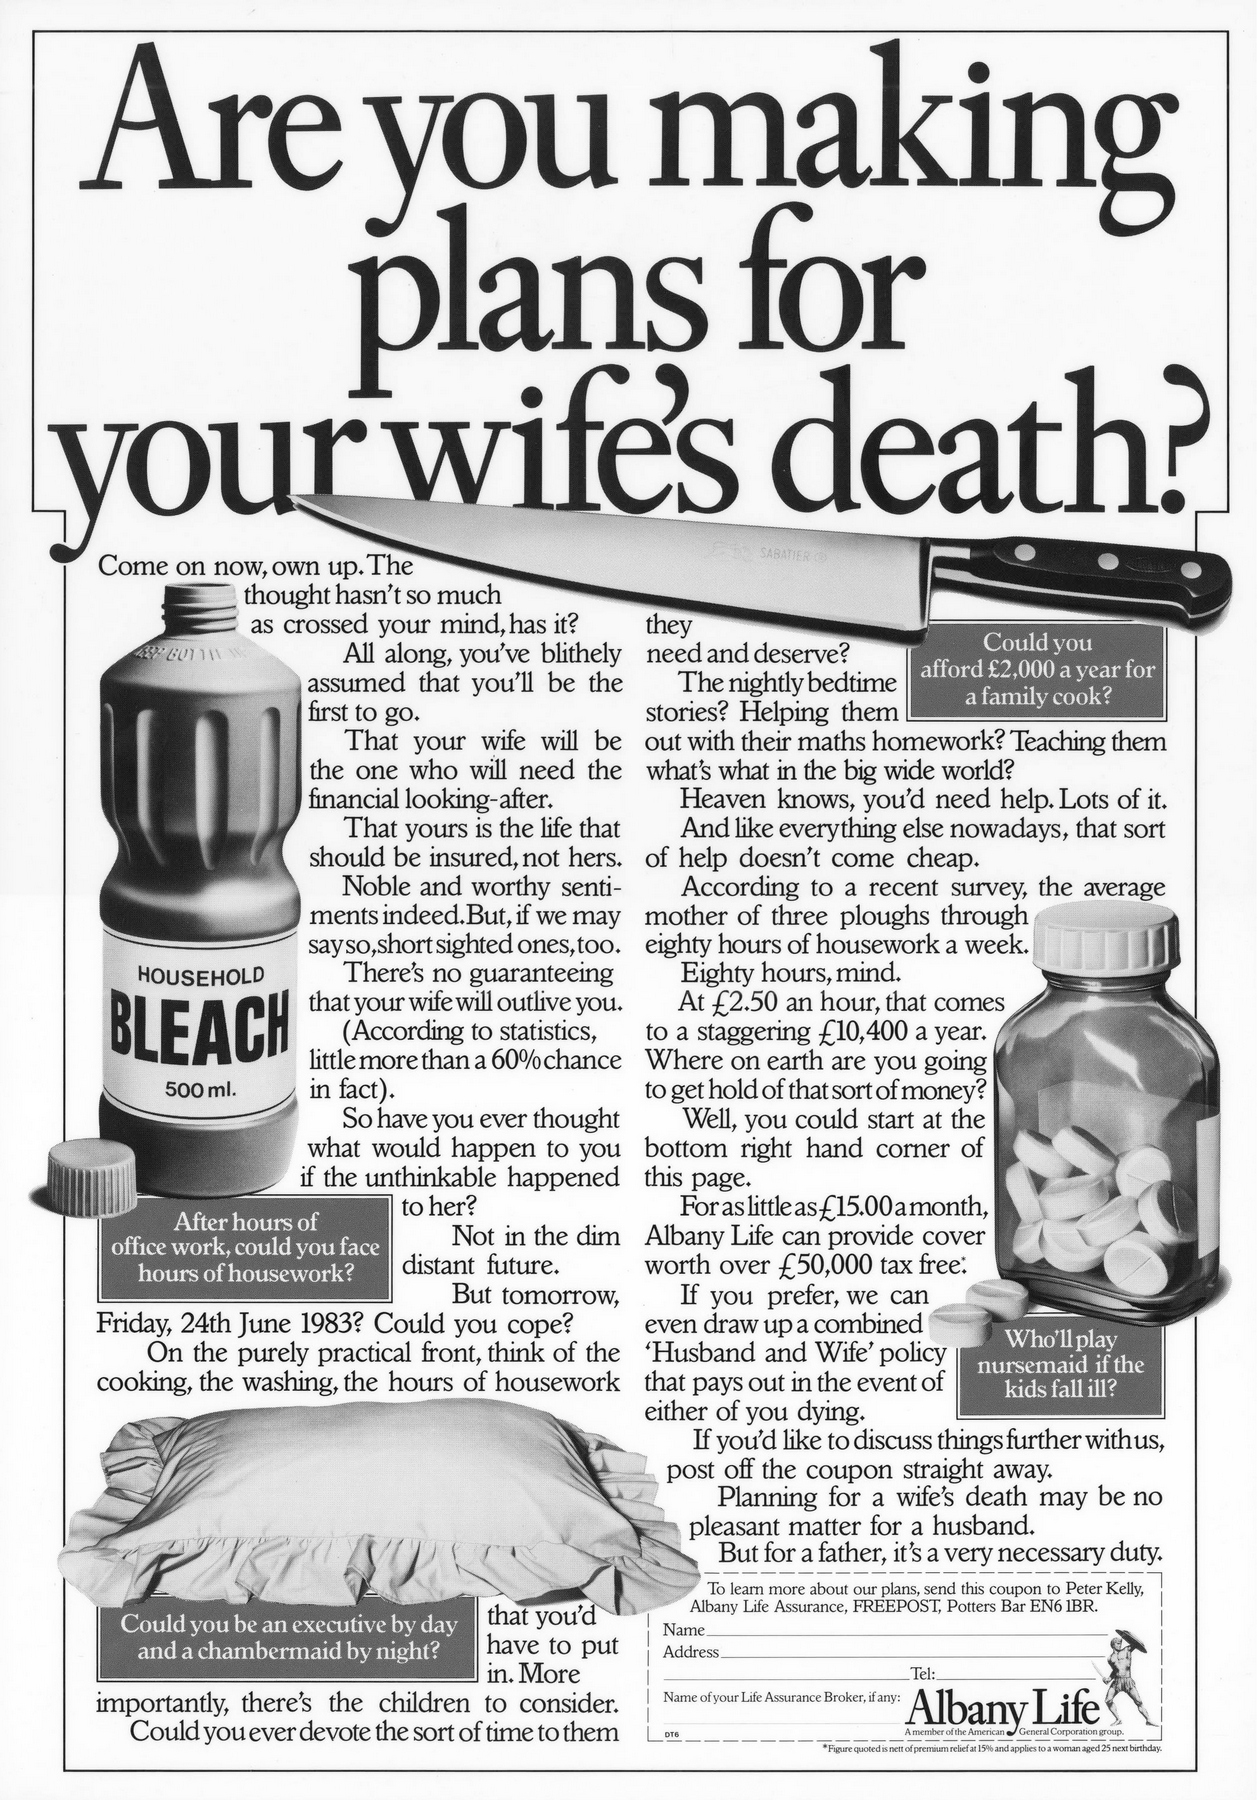 Are you making
plans for
your wife's death?
SABATIER
Come on now, own up. The
thought hasn't so much
as crossed your mind, has it?
All along, you've blithely
assumed that you'll be the
first to go.
That your wife will be
the one who will need the
financial looking-after.
That yours is the life that
should be insured, not hers.
Noble and worthy senti-
ments indeed. But, if we may
say so, short sighted ones, too.
There's no guaranteeing
that your wife will outlive you.
(According to statistics,
little more than a 60% chance
in fact).
So have you ever thought
what would happen to you
if the unthinkable happened
to her?
Not in the dim
distant future.
But tomorrow,
Friday, 24th June 1983? Could you cope?
On the purely practical front, think of the
cooking, the washing, the hours of housework
HOUSEHOLD
BLEACH
500 ml.
After hours of
office work, could you face
hours of housework?
Could you be an executive by day
and a chambermaid by night?
that you'd
have to put
in. More
importantly, there's the children to consider.
Could you ever devote the sort of time to them
they
need and deserve?
The nightly bedtime
stories? Helping them
out with their maths homework? Teaching them
what's what in the big wide world?
Could you
afford £2,000 a year for
a family cook?
Heaven knows, you'd need help. Lots of it.
And like everything else nowadays, that sort
of help doesn't come cheap.
According to a recent survey, the average
mother of three ploughs through
eighty hours of housework a week.
Eighty hours, mind.
At £2.50 an hour, that comes
to a staggering £10,400 a year.
Where on earth are you going
to get hold of that sort of money?
Well, you could start at the
bottom right hand corner of
this page.
For as little as £15.00 a month,
Albany Life can provide cover
worth over £50,000 tax free.*
If you prefer, we can
even draw up a combined
'Husband and Wife' policy
that pays out in the event of
either of you dying.
Who'll play
nursemaid if the
kids fall ill?
If you'd like to discuss things further with us,
post off the coupon straight away.
Planning for a wife's death may be no
pleasant matter for a husband.
But for a father, it's a very necessary duty.
To learn more about our plans, send this coupon to Peter Kelly,
Albany Life Assurance, FREEPOST, Potters Bar EN6 1BR.
Name
Address
Tel:
Name of your Life Assurance Broker, if any:
Albany Life
A member of the American General Corporation group.
DT6
*Figure quoted is nett of premium relief at 15% and applies to a woman aged 25 next birthday.